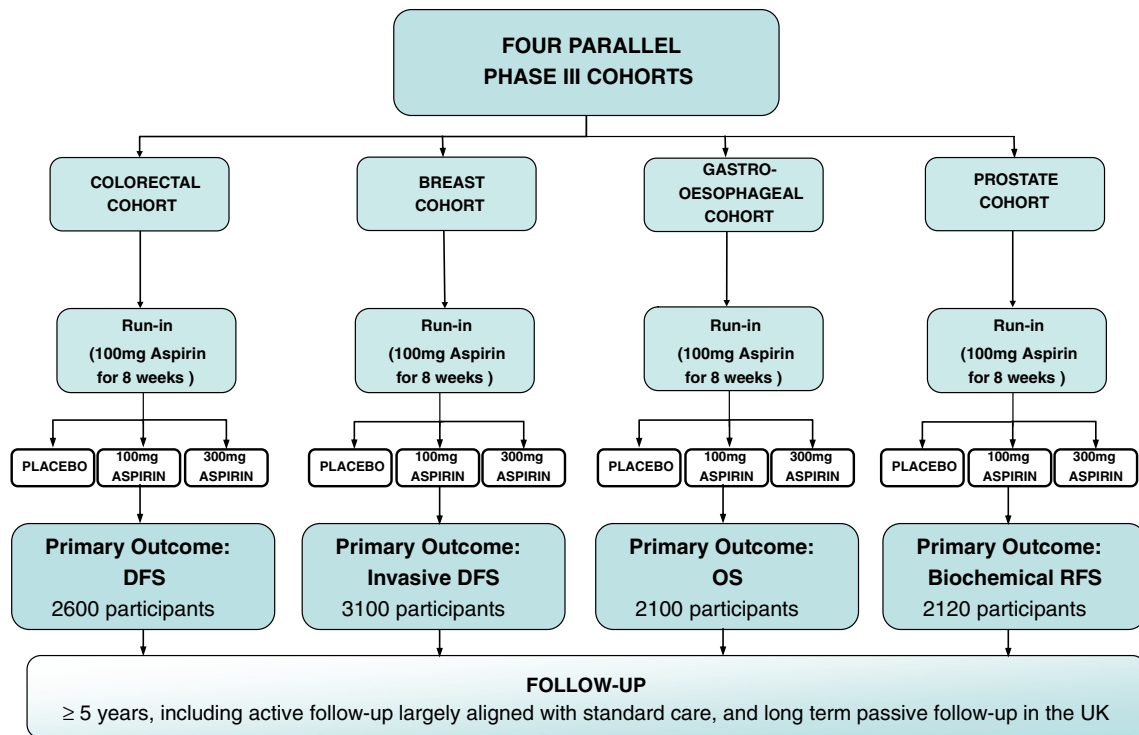 FOUR PARALLEL
PHASE III COHORTS
COLORECTAL
COHORT
BREAST
COHORT
GASTRO-
OESOPHAGEAL
COHORT
PROSTATE
COHORT
Run-in
(100mg Aspirin
for 8 weeks )
Run-in
(100mg Aspirin
for 8 weeks )
Run-in
(100mg Aspirin
for 8 weeks )
Run-in
(100mg Aspirin
for 8 weeks )
PLACEBO
100mg
ASPIRIN
300mg
ASPIRIN
PLACEBO
100mg
ASPIRIN
300mg
ASPIRIN
PLACEBO
100mg
ASPIRIN
300mg
ASPIRIN
PLACEBO
100mg
ASPIRIN
300mg
ASPIRIN
Primary Outcome:
DFS
2600 participants
Primary Outcome:
Invasive DFS
3100 participants
Primary Outcome:
OS
2100 participants
Primary Outcome:
Biochemical RFS
2120 participants
FOLLOW-UP
≥ 5 years, including active follow-up largely aligned with standard care, and long term passive follow-up in the UK